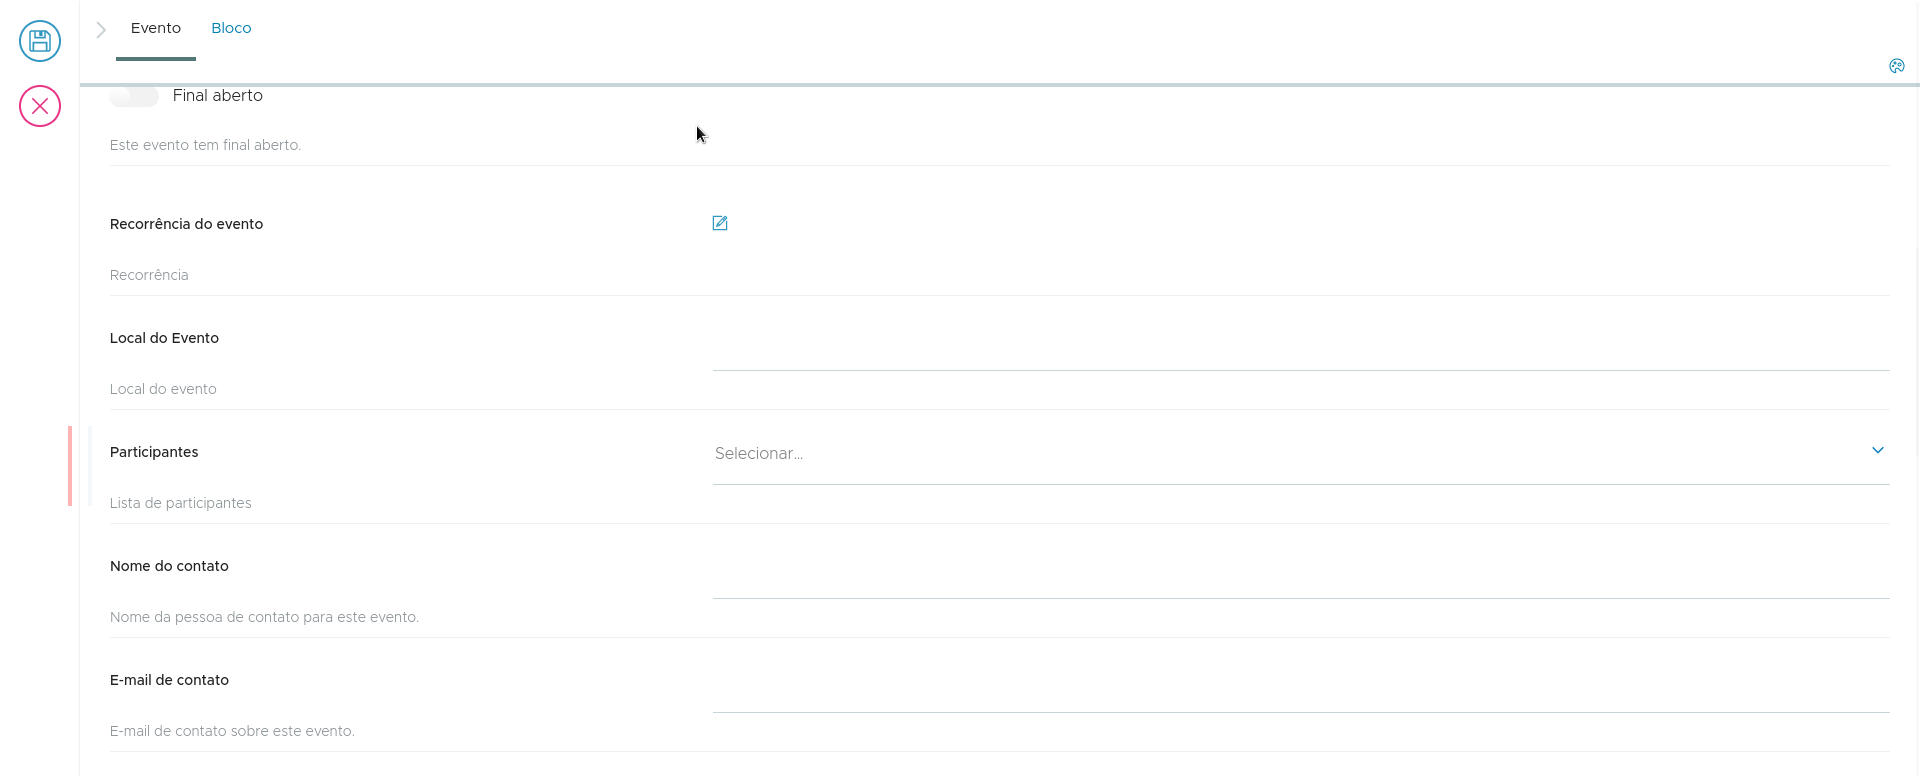 Evento
Bloco
Final aberto
Este evento tem final aberto.
Recorrência do evento
Recorrência
Local do Evento
Local do evento
Participantes
Selecionar...
Lista de participantes
Nome do contato
Nome da pessoa de contato para este evento.
E-mail de contato
E-mail de contato sobre este evento.